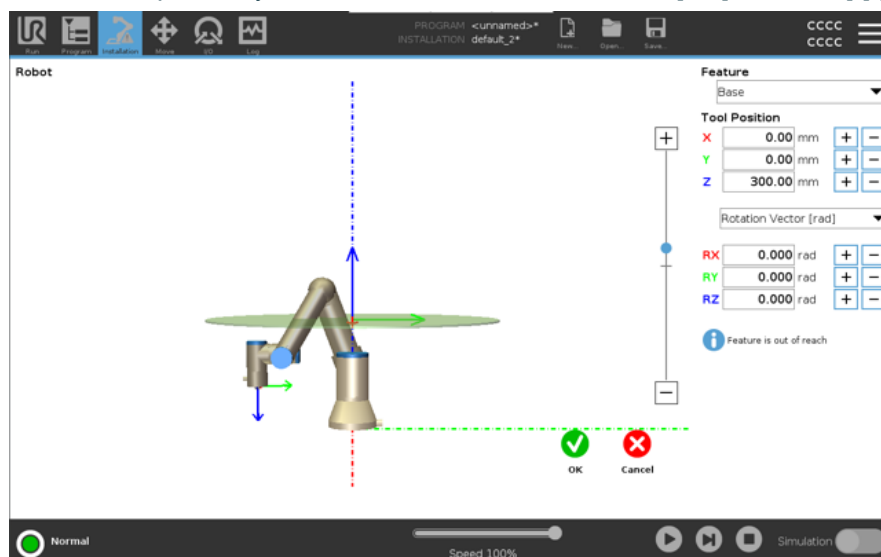 PROGRAM <unnamed>*
INSTALLATION default_2*
cccc
cccc
Run Program Installation Move I/O Log New... Open... Save...
Robot
Feature
Base
Tool Position
X 0.00 mm + −
Y 0.00 mm + −
Z 300.00 mm + −
Rotation Vector [rad]
RX 0.000 rad + −
RY 0.000 rad + −
RZ 0.000 rad + −
Feature is out of reach
OK Cancel
Normal
Speed 100%
Simulation